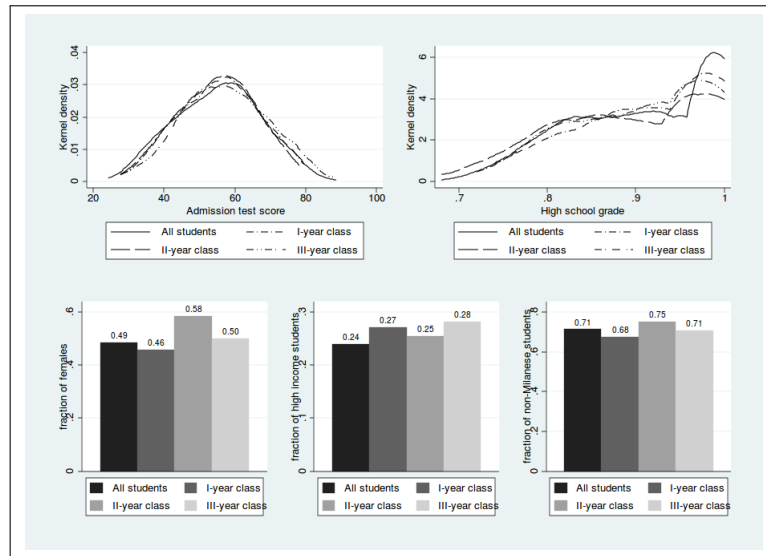 .04
.03
.02
.01
0
Kernel density
20 40 60 80 100
Admission test score
All students I-year class
II-year class III-year class
6
4
2
0
Kernel density
.7 .8 .9 1
High school grade
All students I-year class
II-year class III-year class
.6
.4
.2
0
fraction of females
0.49 0.46 0.58 0.50
All students I-year class
II-year class III-year class
.3
.2
.1
0
fraction of high income students
0.24 0.27 0.25 0.28
All students I-year class
II-year class III-year class
.8
.6
.4
.2
0
fraction of non-Milanese students
0.71 0.68 0.75 0.71
All students I-year class
II-year class III-year class